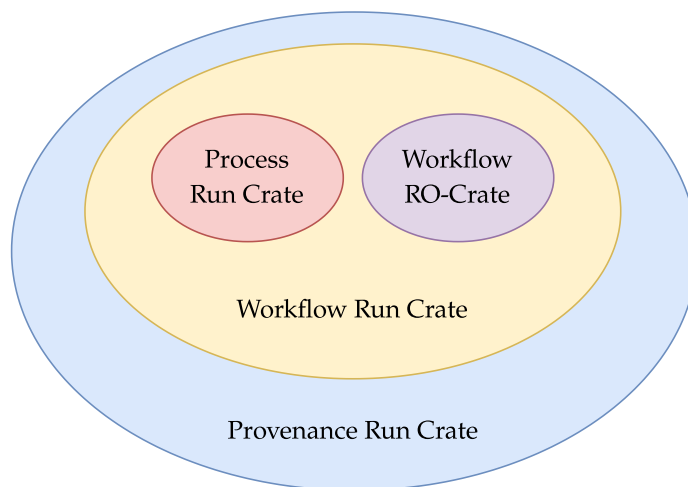 Process
Run Crate
Workflow
RO-Crate
Workflow Run Crate
Provenance Run Crate